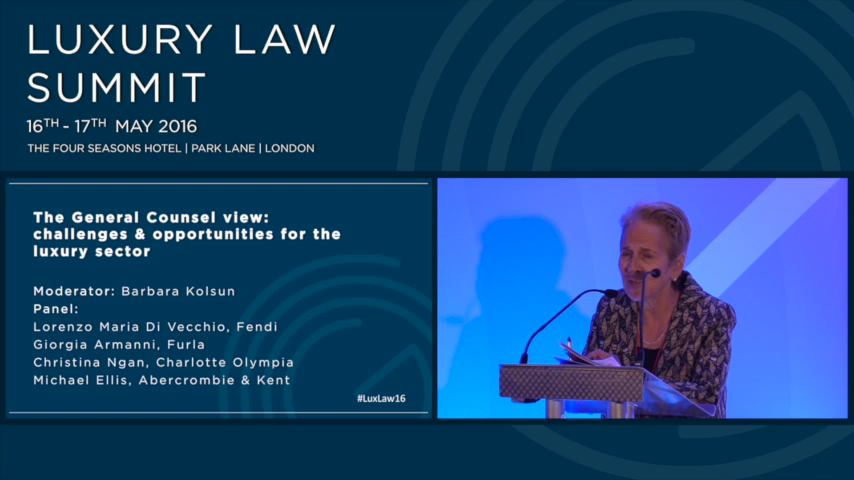 LUXURY LAW
SUMMIT
16TH - 17TH MAY 2016
THE FOUR SEASONS HOTEL | PARK LANE | LONDON
The General Counsel view:
challenges & opportunities for the
luxury sector
Moderator: Barbara Kolsun
Panel:
Lorenzo Maria Di Vecchio, Fendi
Giorgia Armanni, Furla
Christina Ngan, Charlotte Olympia
Michael Ellis, Abercrombie & Kent
#LuxLaw16